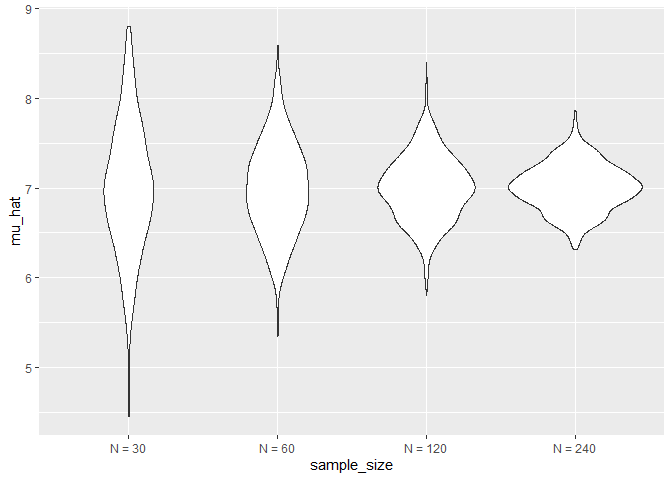 9
8
7
6
5
mu_hat
N = 30
N = 60
N = 120
N = 240
sample_size